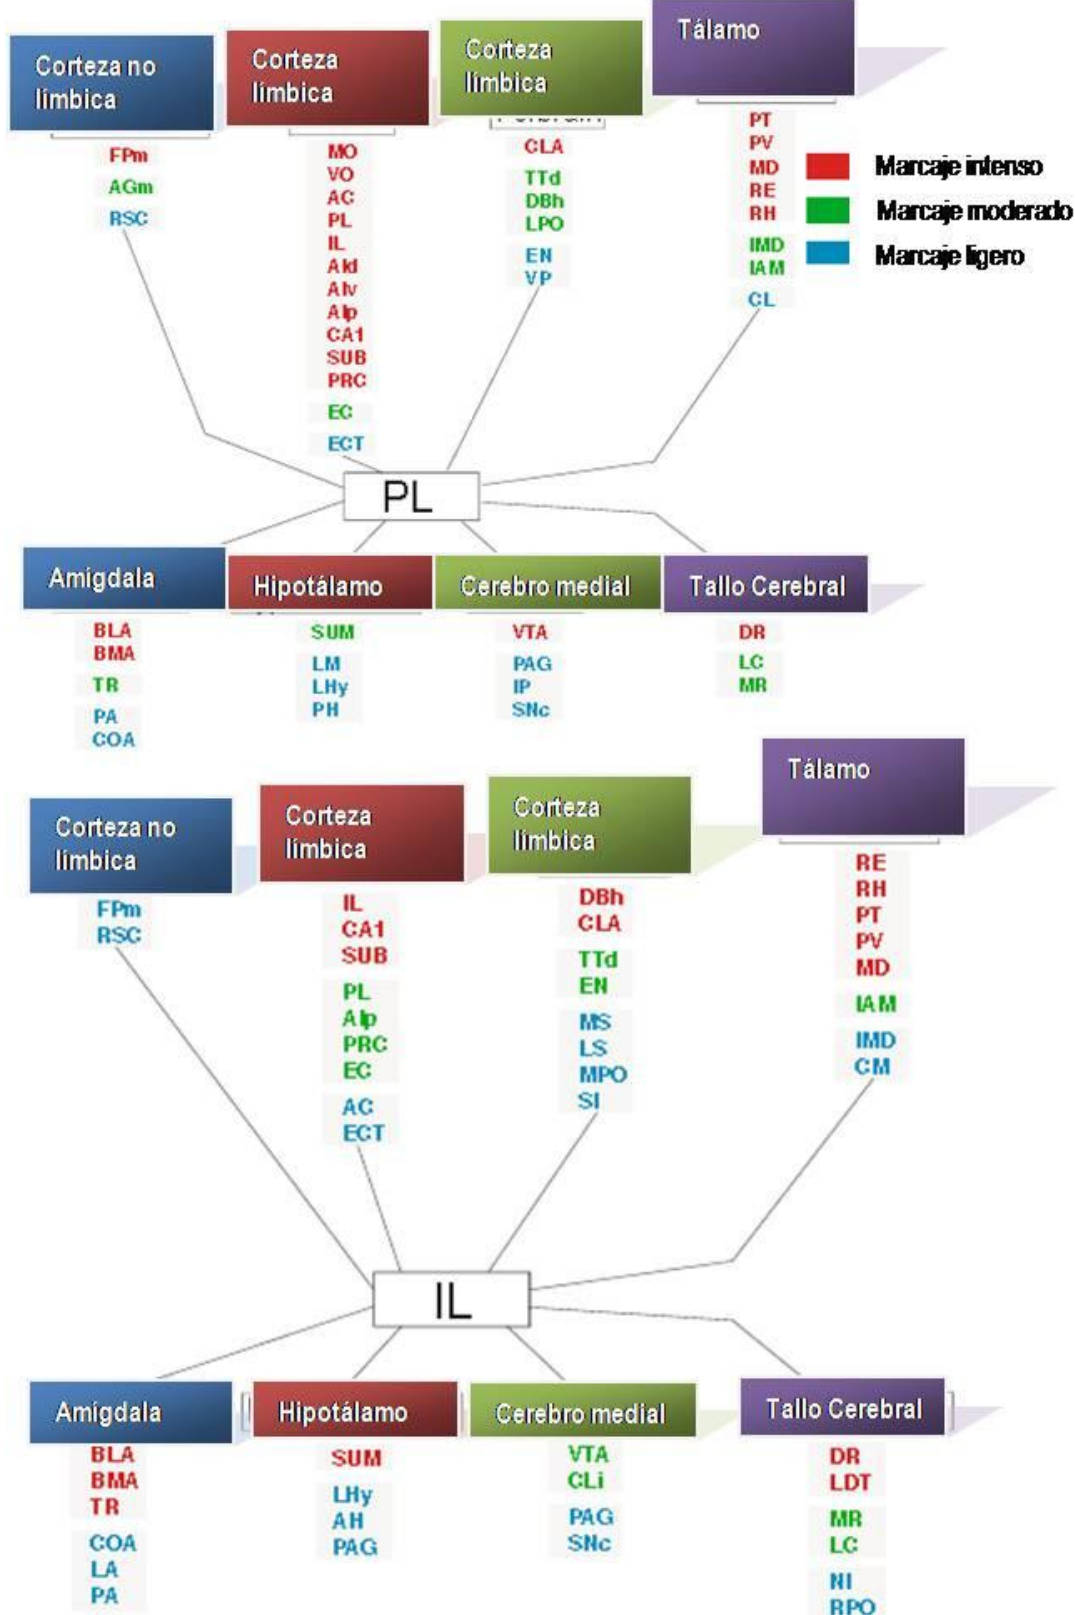 Corteza no
límbica
FPm
AGm
RSC
Corteza
límbica
MO
VO
AC
PL
IL
AId
AIv
AIp
CA1
SUB
PRC
EC
ECT
Corteza
límbica
CLA
TTd
DBh
LPO
EN
VP
Tálamo
PT
PV
MD
RE
RH
IMD
IAM
CL
Marcaje intenso
Marcaje moderado
Marcaje ligero
PL
Amígdala
BLA
BMA
TR
PA
COA
Hipotálamo
SUM
LM
LHy
PH
Cerebro medial
VTA
PAG
IP
SNc
Tallo Cerebral
DR
LC
MR
Corteza no
límbica
FPm
RSC
Corteza
límbica
IL
CA1
SUB
PL
AIp
PRC
EC
AC
ECT
Corteza
límbica
DBh
CLA
TTd
EN
MS
LS
MPO
SI
Tálamo
RE
RH
PT
PV
MD
IAM
IMD
CM
IL
Amígdala
BLA
BMA
TR
COA
LA
PA
Hipotálamo
SUM
LHy
AH
PAG
Cerebro medial
VTA
CLi
PAG
SNc
Tallo Cerebral
DR
LDT
MR
LC
NI
RPO